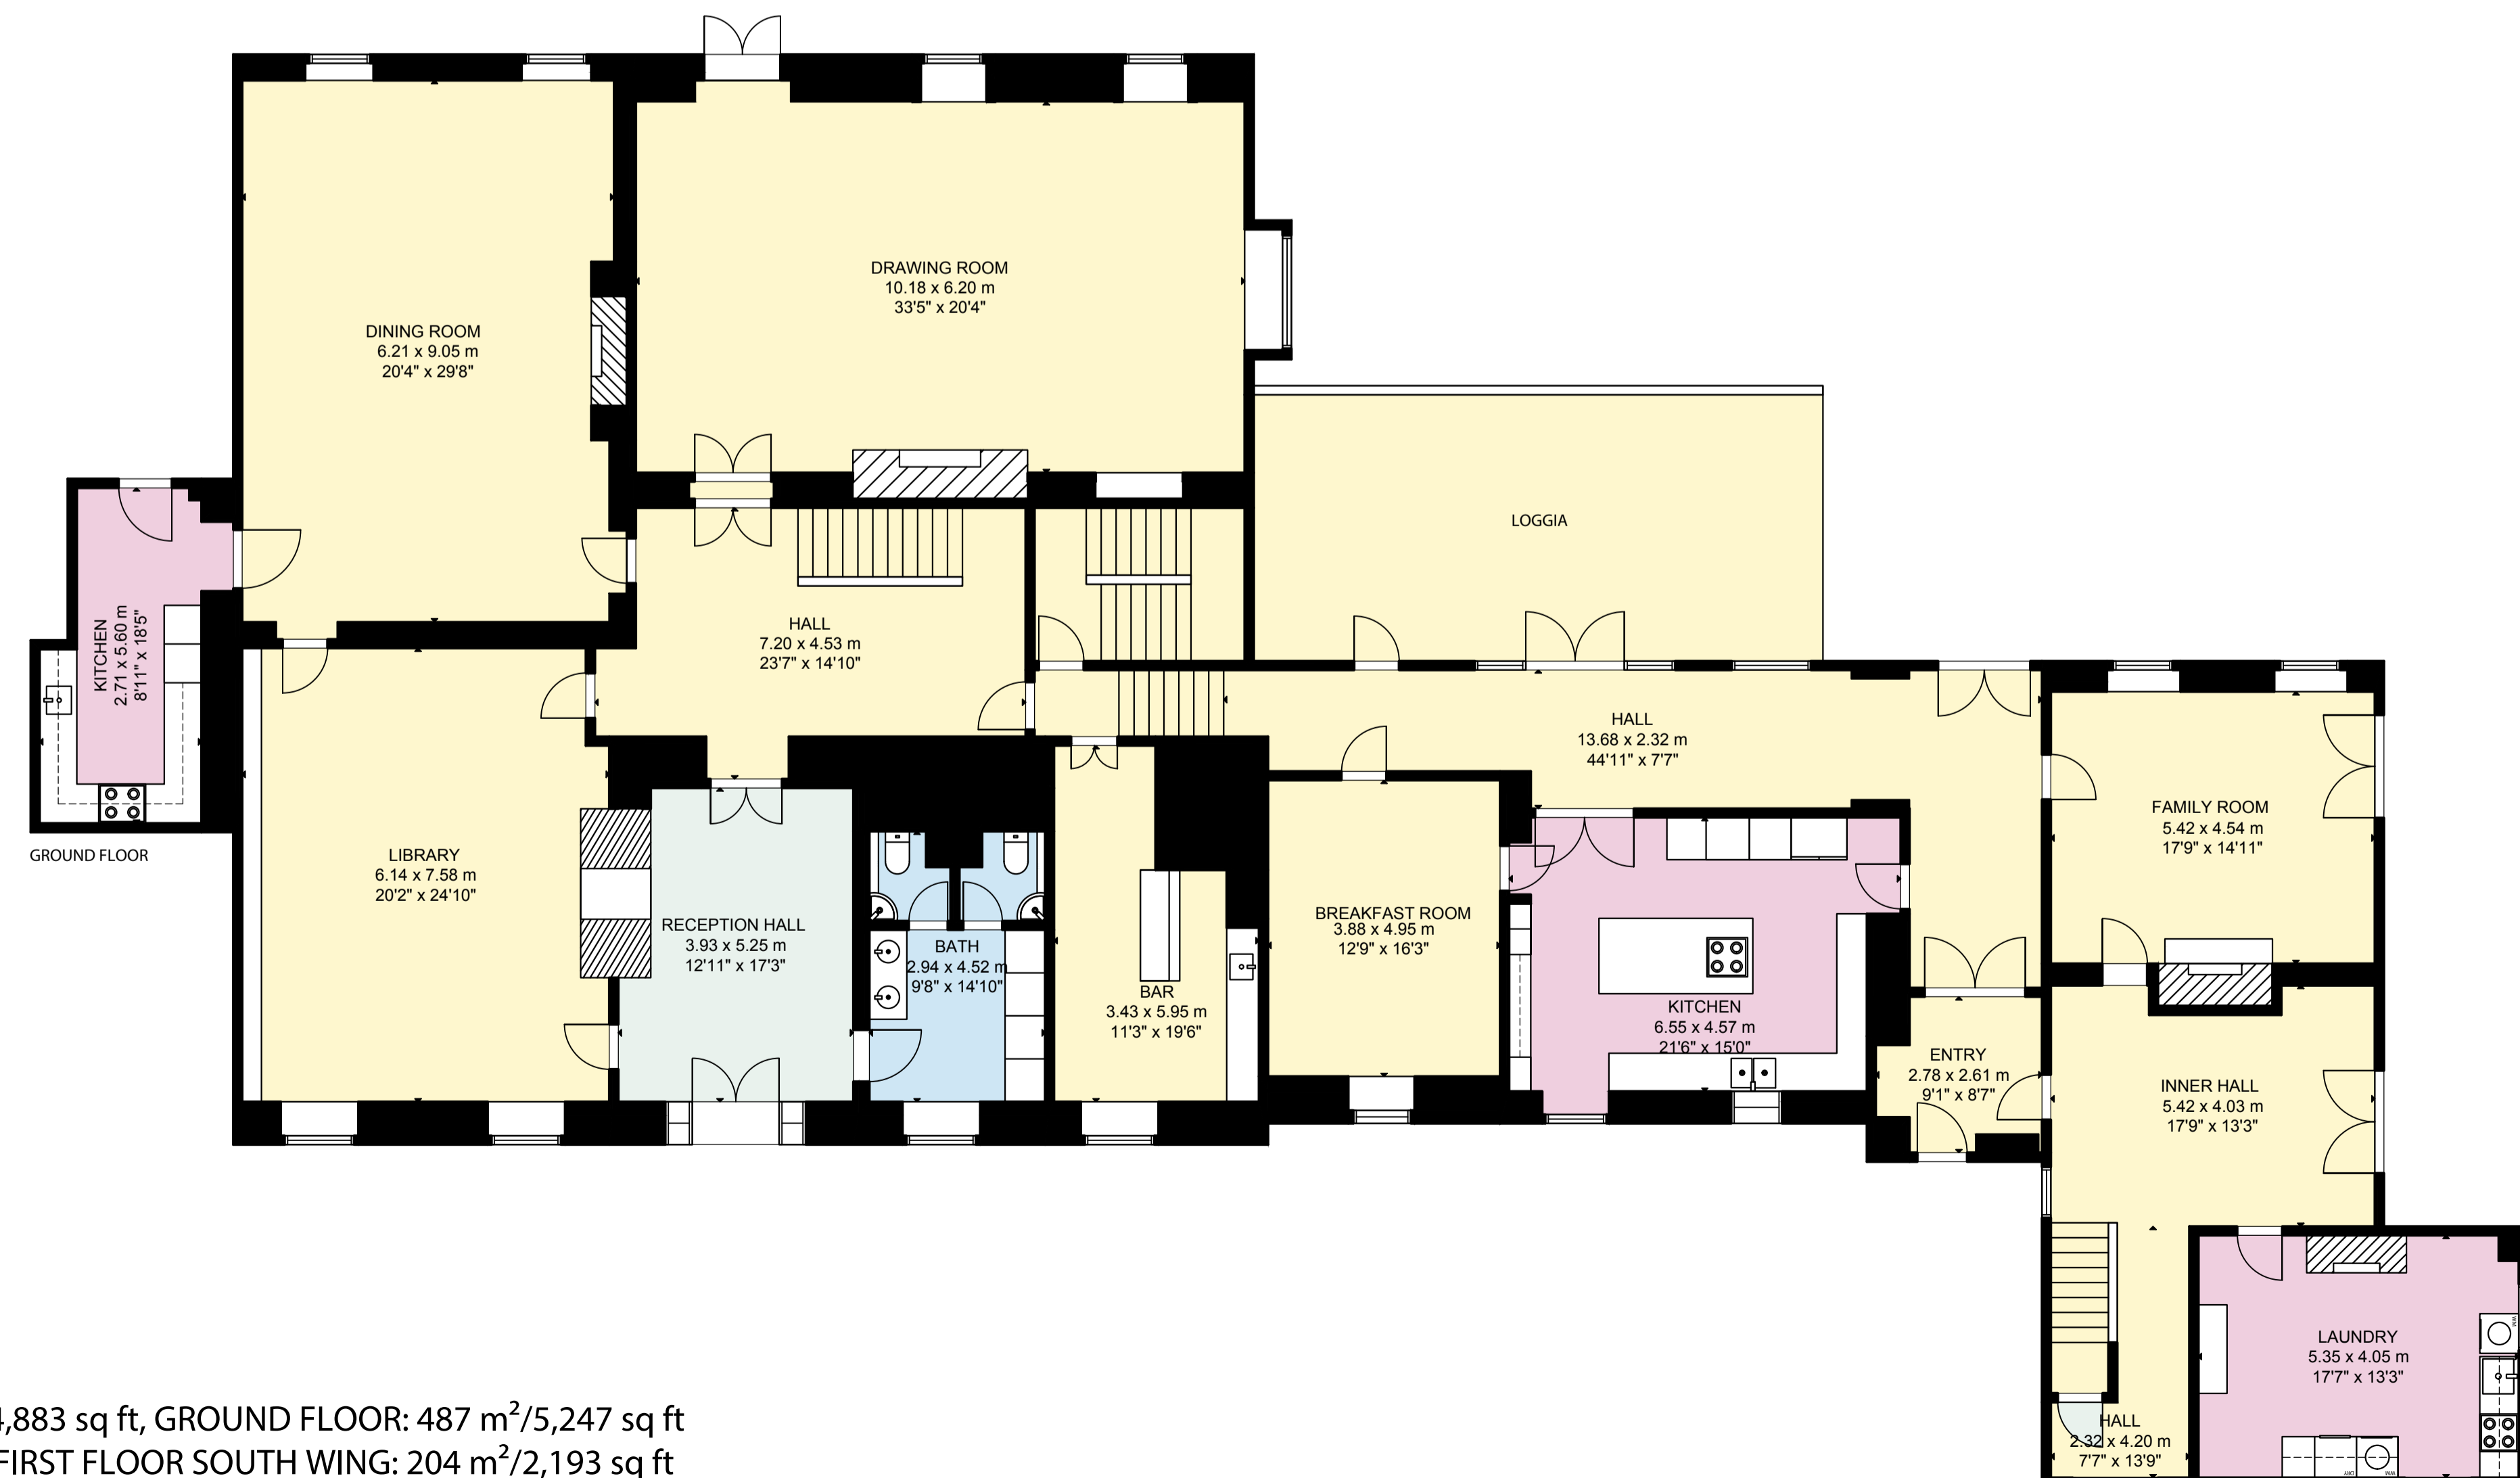 DRAWING ROOM
10.18 x 6.20 m
33'5" x 20'4"
DINING ROOM
6.21 x 9.05 m
20'4" x 29'8"
LOGGIA
KITCHEN
2.71 x 5.60 m
8'11" x 18'5"
HALL
7.20 x 4.53 m
23'7" x 14'10"
HALL
13.68 x 2.32 m
44'11" x 7'7"
FAMILY ROOM
5.42 x 4.54 m
17'9" x 14'11"
GROUND FLOOR
LIBRARY
6.14 x 7.58 m
20'2" x 24'10"
RECEPTION HALL
3.93 x 5.25 m
12'11" x 17'3"
BATH
2.94 x 4.52 m
9'8" x 14'10"
BAR
3.43 x 5.95 m
11'3" x 19'6"
BREAKFAST ROOM
3.88 x 4.95 m
12'9" x 16'3"
KITCHEN
6.55 x 4.57 m
21'6" x 15'0"
ENTRY
2.78 x 2.61 m
9'1" x 8'7"
INNER HALL
5.42 x 4.03 m
17'9" x 13'3"
LAUNDRY
5.35 x 4.05 m
17'7" x 13'3"
WM
HALL
2.32 x 4.20 m
7'7" x 13'9"
DRY
WM
,883 sq ft, GROUND FLOOR: 487 m²/5,247 sq ft
FIRST FLOOR SOUTH WING: 204 m²/2,193 sq ft